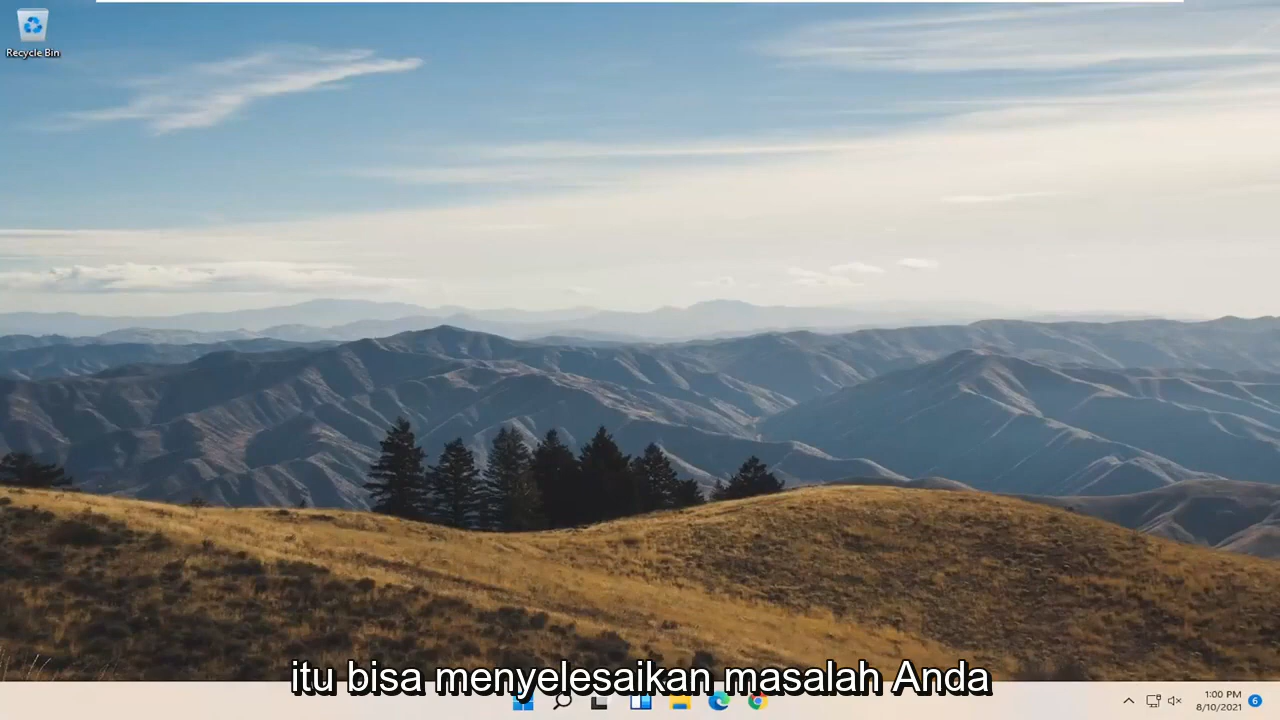 Recycle Bin
itu bisa menyelesaikan masalah Anda
1:00 PM
8/10/2021
6